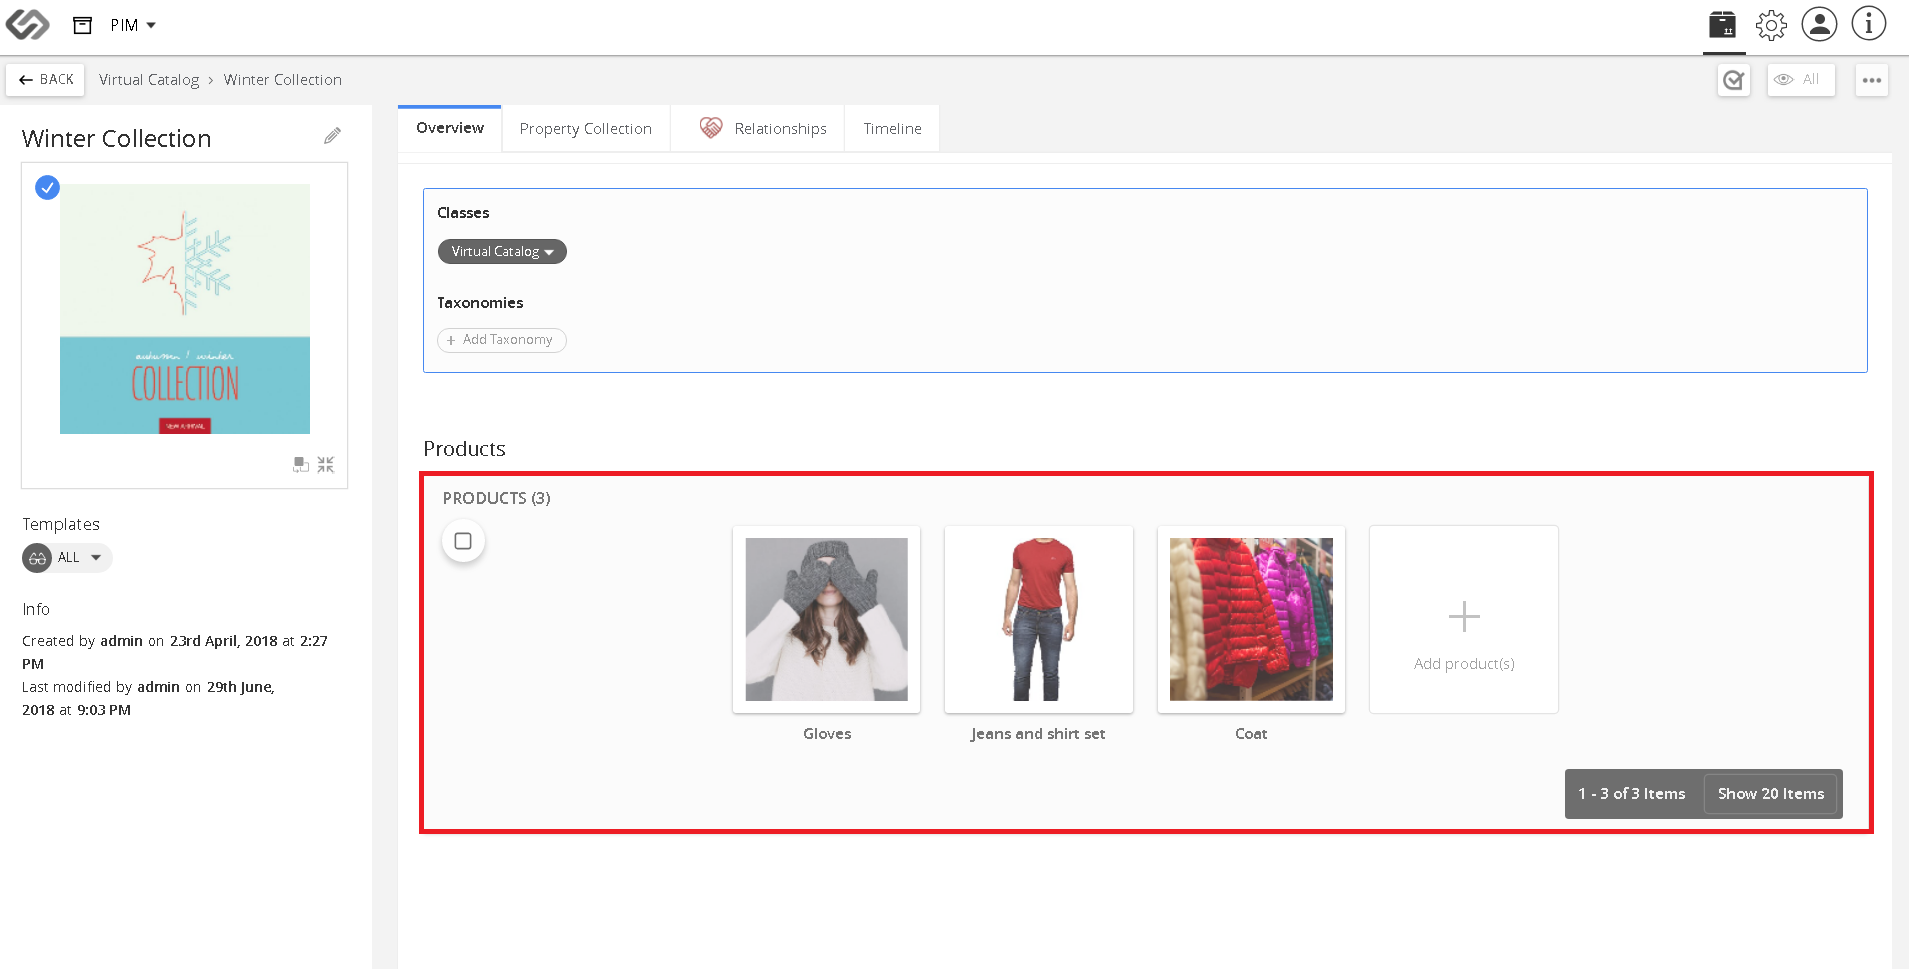 PIM
BACK
Virtual Catalog › Winter Collection
All
Winter Collection
autumn / winter
COLLECTION
NEW ARRIVAL
Templates
ALL
Info
Created by admin on 23rd April, 2018 at 2:27
PM
Last modified by admin on 29th June,
2018 at 9:03 PM
Overview
Property Collection
Relationships
Timeline
Classes
Virtual Catalog
Taxonomies
+ Add Taxonomy
Products
PRODUCTS (3)
Gloves
Jeans and shirt set
Coat
Add product(s)
1 - 3 of 3 Items
Show 20 Items